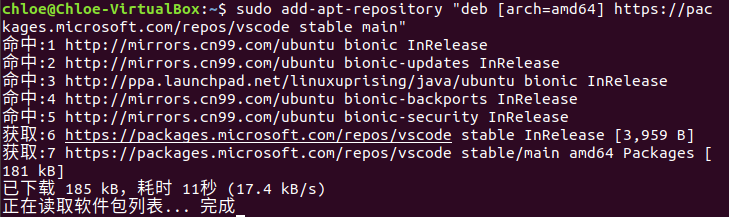 chloe@Chloe-VirtualBox:~$ sudo add-apt-repository "deb [arch=amd64] https://pac
kages.microsoft.com/repos/vscode stable main"
命中:1 http://mirrors.cn99.com/ubuntu bionic InRelease
命中:2 http://mirrors.cn99.com/ubuntu bionic-updates InRelease
命中:3 http://ppa.launchpad.net/linuxuprising/java/ubuntu bionic InRelease
命中:4 http://mirrors.cn99.com/ubuntu bionic-backports InRelease
命中:5 http://mirrors.cn99.com/ubuntu bionic-security InRelease
获取:6 https://packages.microsoft.com/repos/vscode stable InRelease [3,959 B]
获取:7 https://packages.microsoft.com/repos/vscode stable/main amd64 Packages [
181 kB]
已下载 185 kB，耗时 11秒 (17.4 kB/s)
正在读取软件包列表... 完成